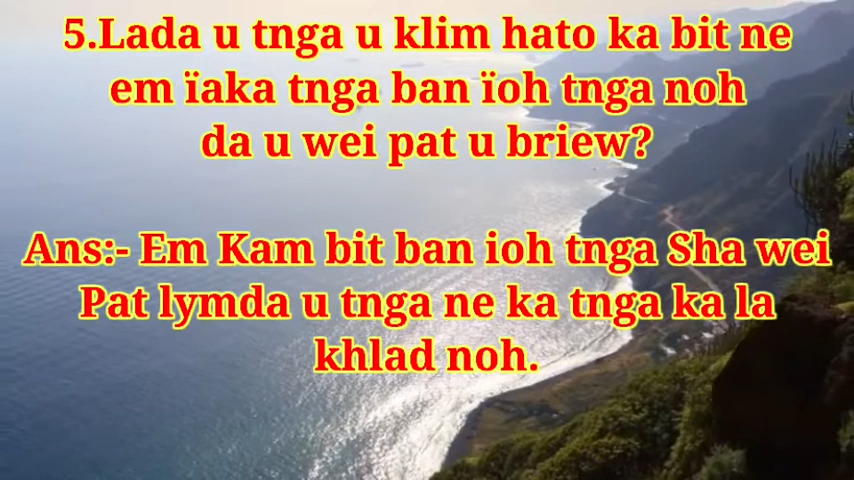 5.Lada u tnga u klim hato ka bit ne
em ïaka tnga ban ïoh tnga noh
da u wei pat u briew?
Ans:- Em Kam bit ban ioh tnga Sha wei
Pat lymda u tnga ne ka tnga ka la
khlad noh.